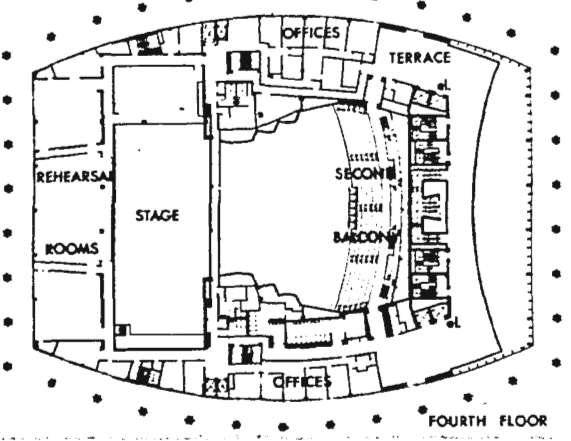 OFFICES
TERRACE
eL
REHEARSAL
SECOND
STAGE
ROOMS
BALCONY
eL
OFFICES
FOURTH FLOOR